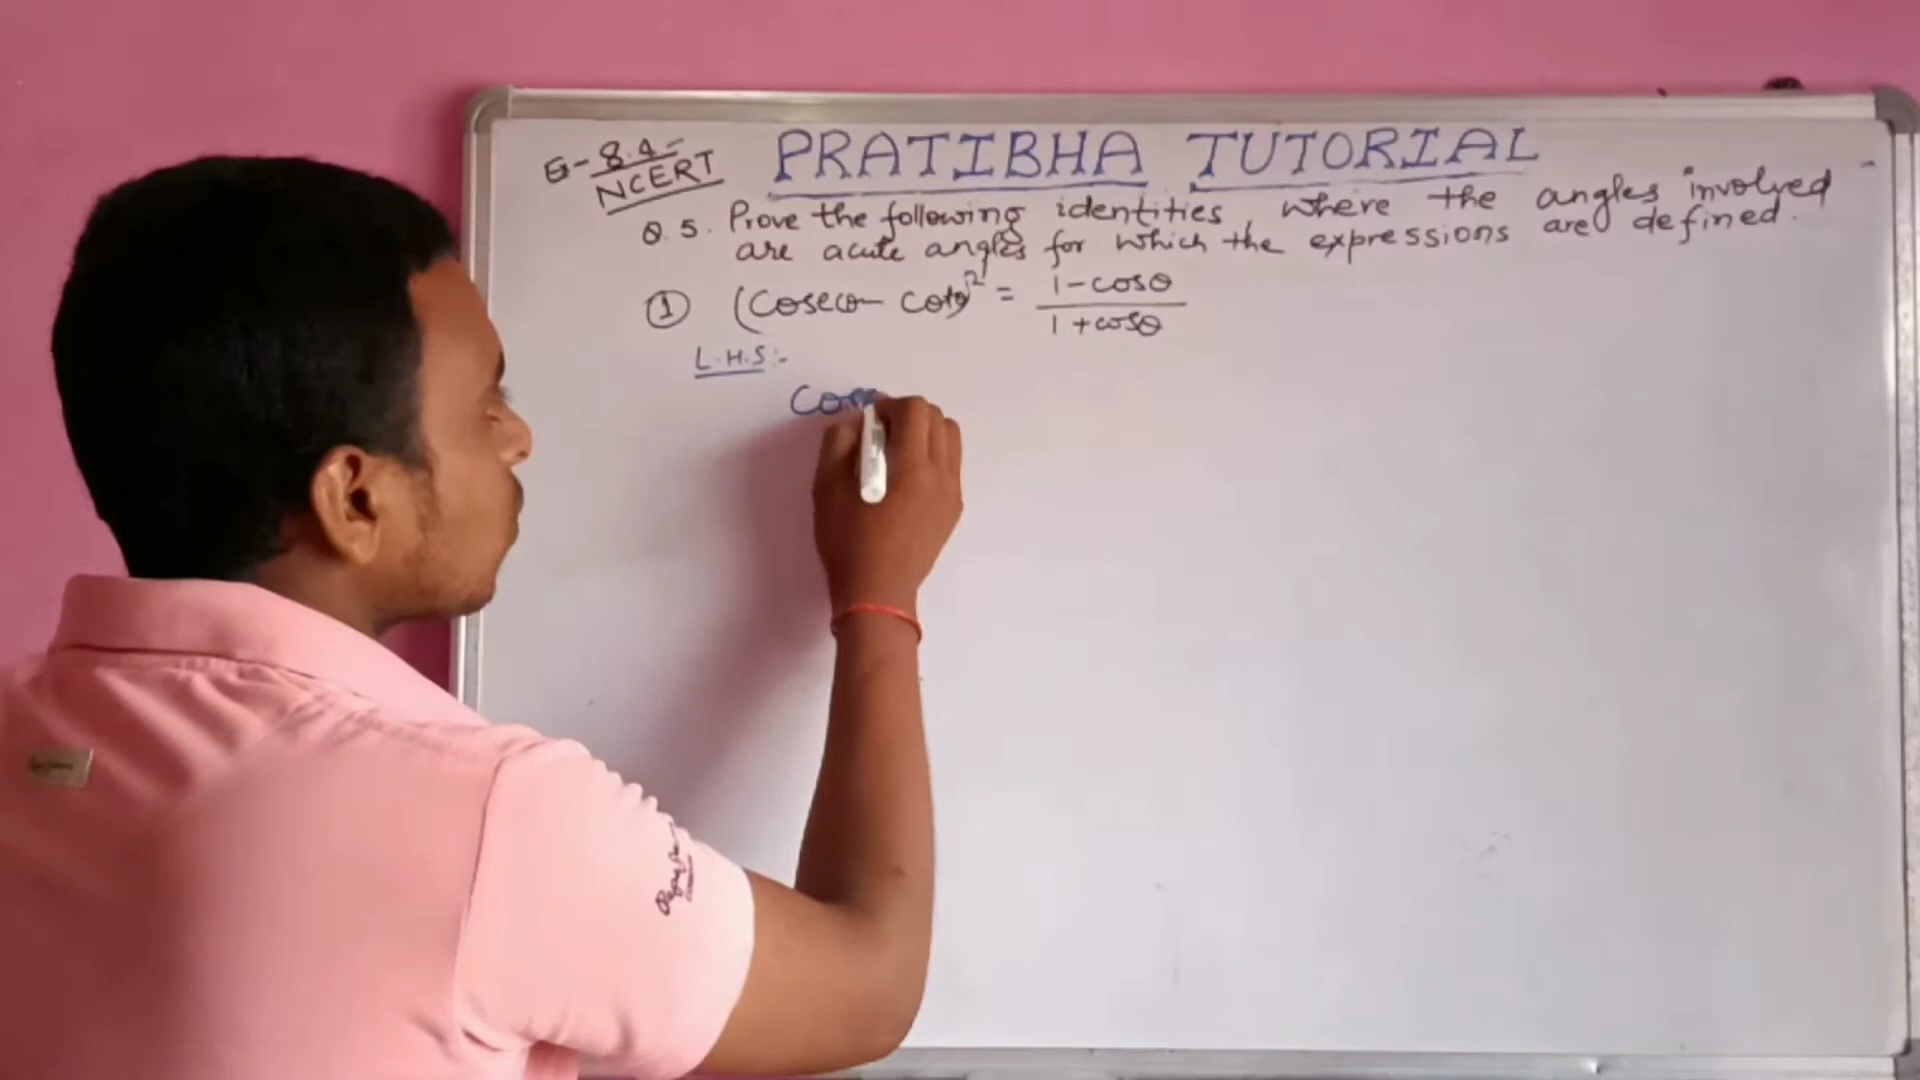 PRATIBHA TUTORIAL
E-8.4
NCERT
Q.5. Prove the following identities, where the angles involved
are acute angles for which the expressions are defined.
① (Cosecθ - cotθ)² = 1-cosθ
1+cosθ
L.H.S:-
Cos